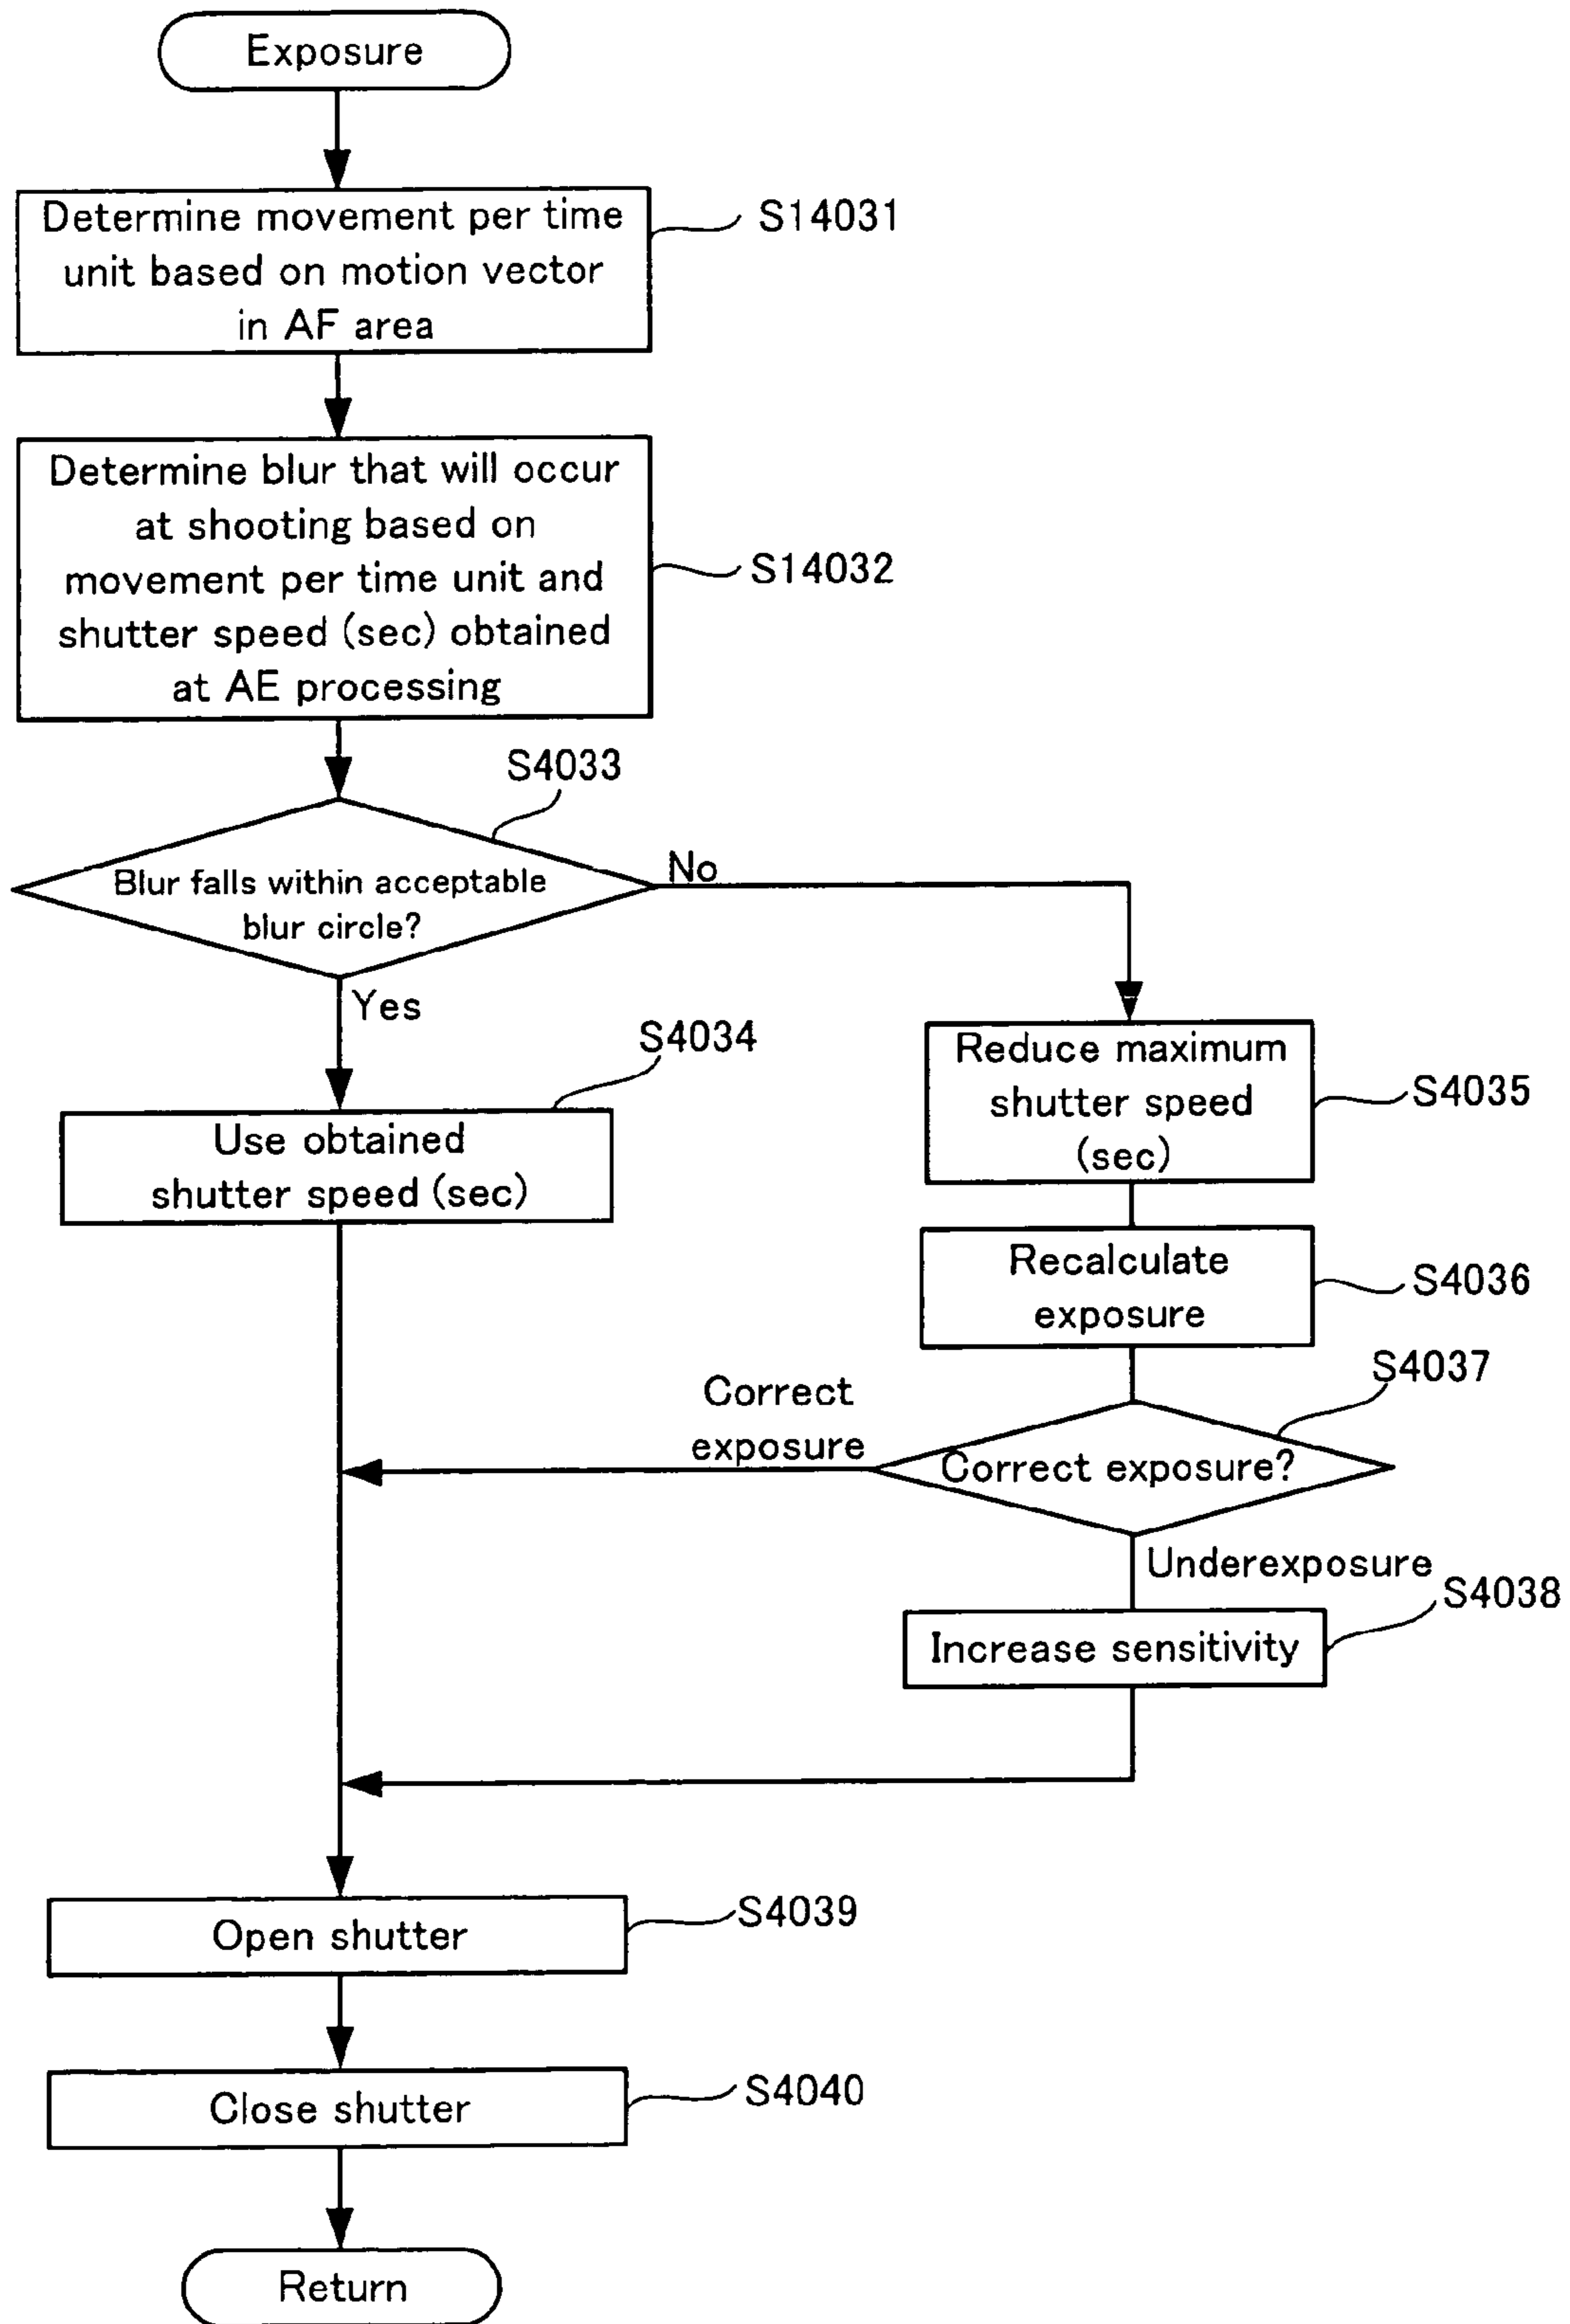 Exposure
Determine movement per time
unit based on motion vector
in AF area
S14031
Determine blur that will occur
at shooting based on
movement per time unit and
shutter speed (sec) obtained
at AE processing
S14032
S4033
Blur falls within acceptable
blur circle?
No
Yes
S4034
Use obtained
shutter speed (sec)
Reduce maximum
shutter speed
(sec)
S4035
Recalculate
exposure
S4036
S4037
Correct
exposure
Correct exposure?
Underexposure
S4038
Increase sensitivity
Open shutter
S4039
Close shutter
S4040
Return